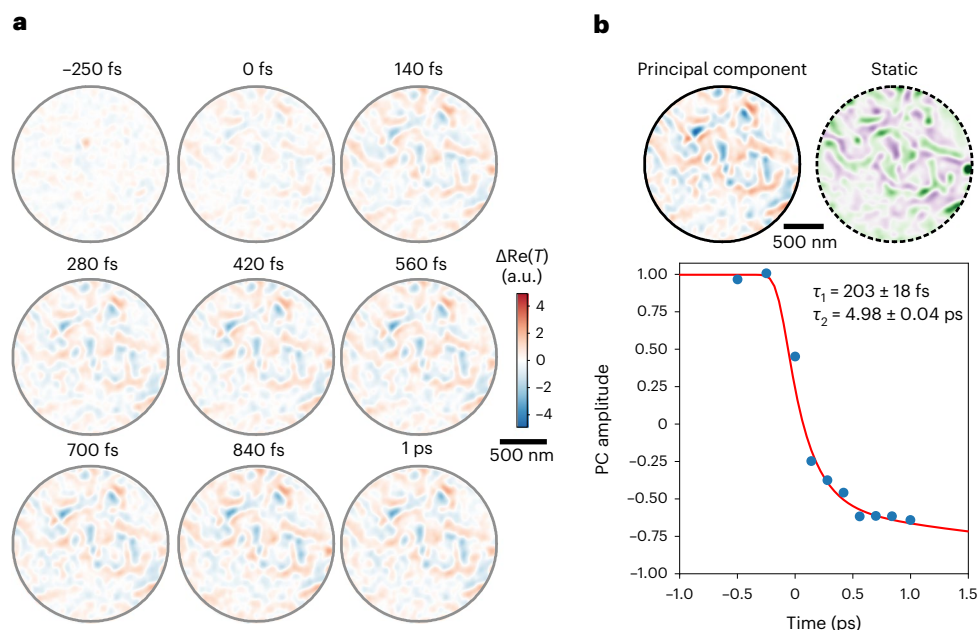 a
–250 fs
0 fs
140 fs
280 fs
420 fs
560 fs
700 fs
840 fs
1 ps
ΔRe(T)
(a.u.)
4
2
0
−2
−4
500 nm
b
Principal component
Static
500 nm
τ1 = 203 ± 18 fs
τ2 = 4.98 ± 0.04 ps
PC amplitude
1.00
0.75
0.50
0.25
0
−0.25
−0.50
−0.75
−1.00
−1.0
−0.5
0
0.5
1.0
1.5
Time (ps)